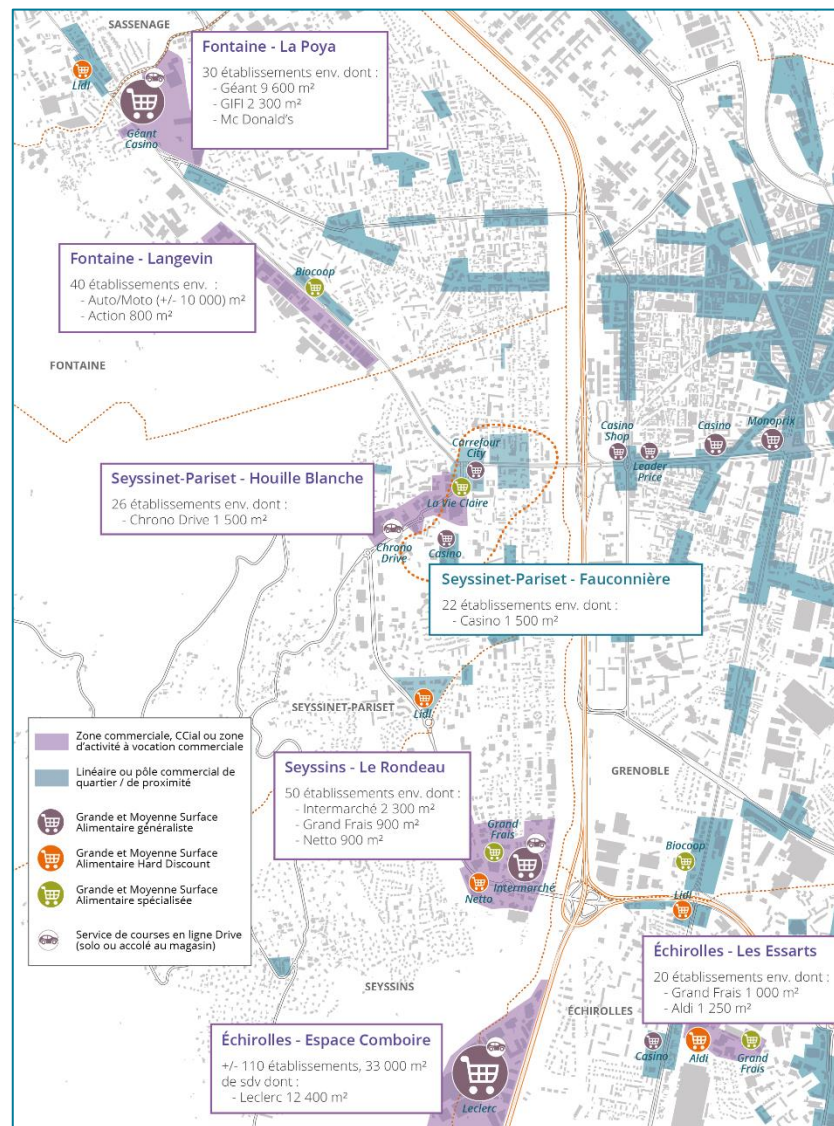 SASSENAGE
Lidl
Géant
Casino
Fontaine - La Poya
30 établissements env. dont :
- Géant 9 600 m²
- GIFI 2 300 m²
- Mc Donald's
Fontaine - Langevin
40 établissements env. :
- Auto/Moto (+/- 10 000) m²
- Action 800 m²
Biocoop
FONTAINE
Carrefour
City
La Vie Claire
Casino
Shop
Leader
Price
Casino
Monoprix
Seyssinet-Pariset - Houille Blanche
26 établissements env. dont :
- Chrono Drive 1 500 m²
Chrono
Drive
Casino
Seyssinet-Pariset - Fauconnière
22 établissements env. dont :
- Casino 1 500 m²
SEYSSINET-PARISET
Lidl
Zone commerciale, CCial ou zone
d'activité à vocation commerciale
Linéaire ou pôle commercial de
quartier / de proximité
Grande et Moyenne Surface
Alimentaire généraliste
Grande et Moyenne Surface
Alimentaire Hard Discount
Grande et Moyenne Surface
Alimentaire spécialisée
Service de courses en ligne Drive
(solo ou accolé au magasin)
Seyssins - Le Rondeau
50 établissements env. dont :
- Intermarché 2 300 m²
- Grand Frais 900 m²
- Netto 900 m²
GRENOBLE
Grand
Frais
Netto
Intermarché
Biocoop
Lidl
SEYSSINS
ÉCHIROLLES
Échirolles - Les Essarts
20 établissements env. dont :
- Grand Frais 1 000 m²
- Aldi 1 250 m²
Casino
Aldi
Grand
Frais
Échirolles - Espace Comboire
+/- 110 établissements, 33 000 m²
de sdv dont :
- Leclerc 12 400 m²
Leclerc